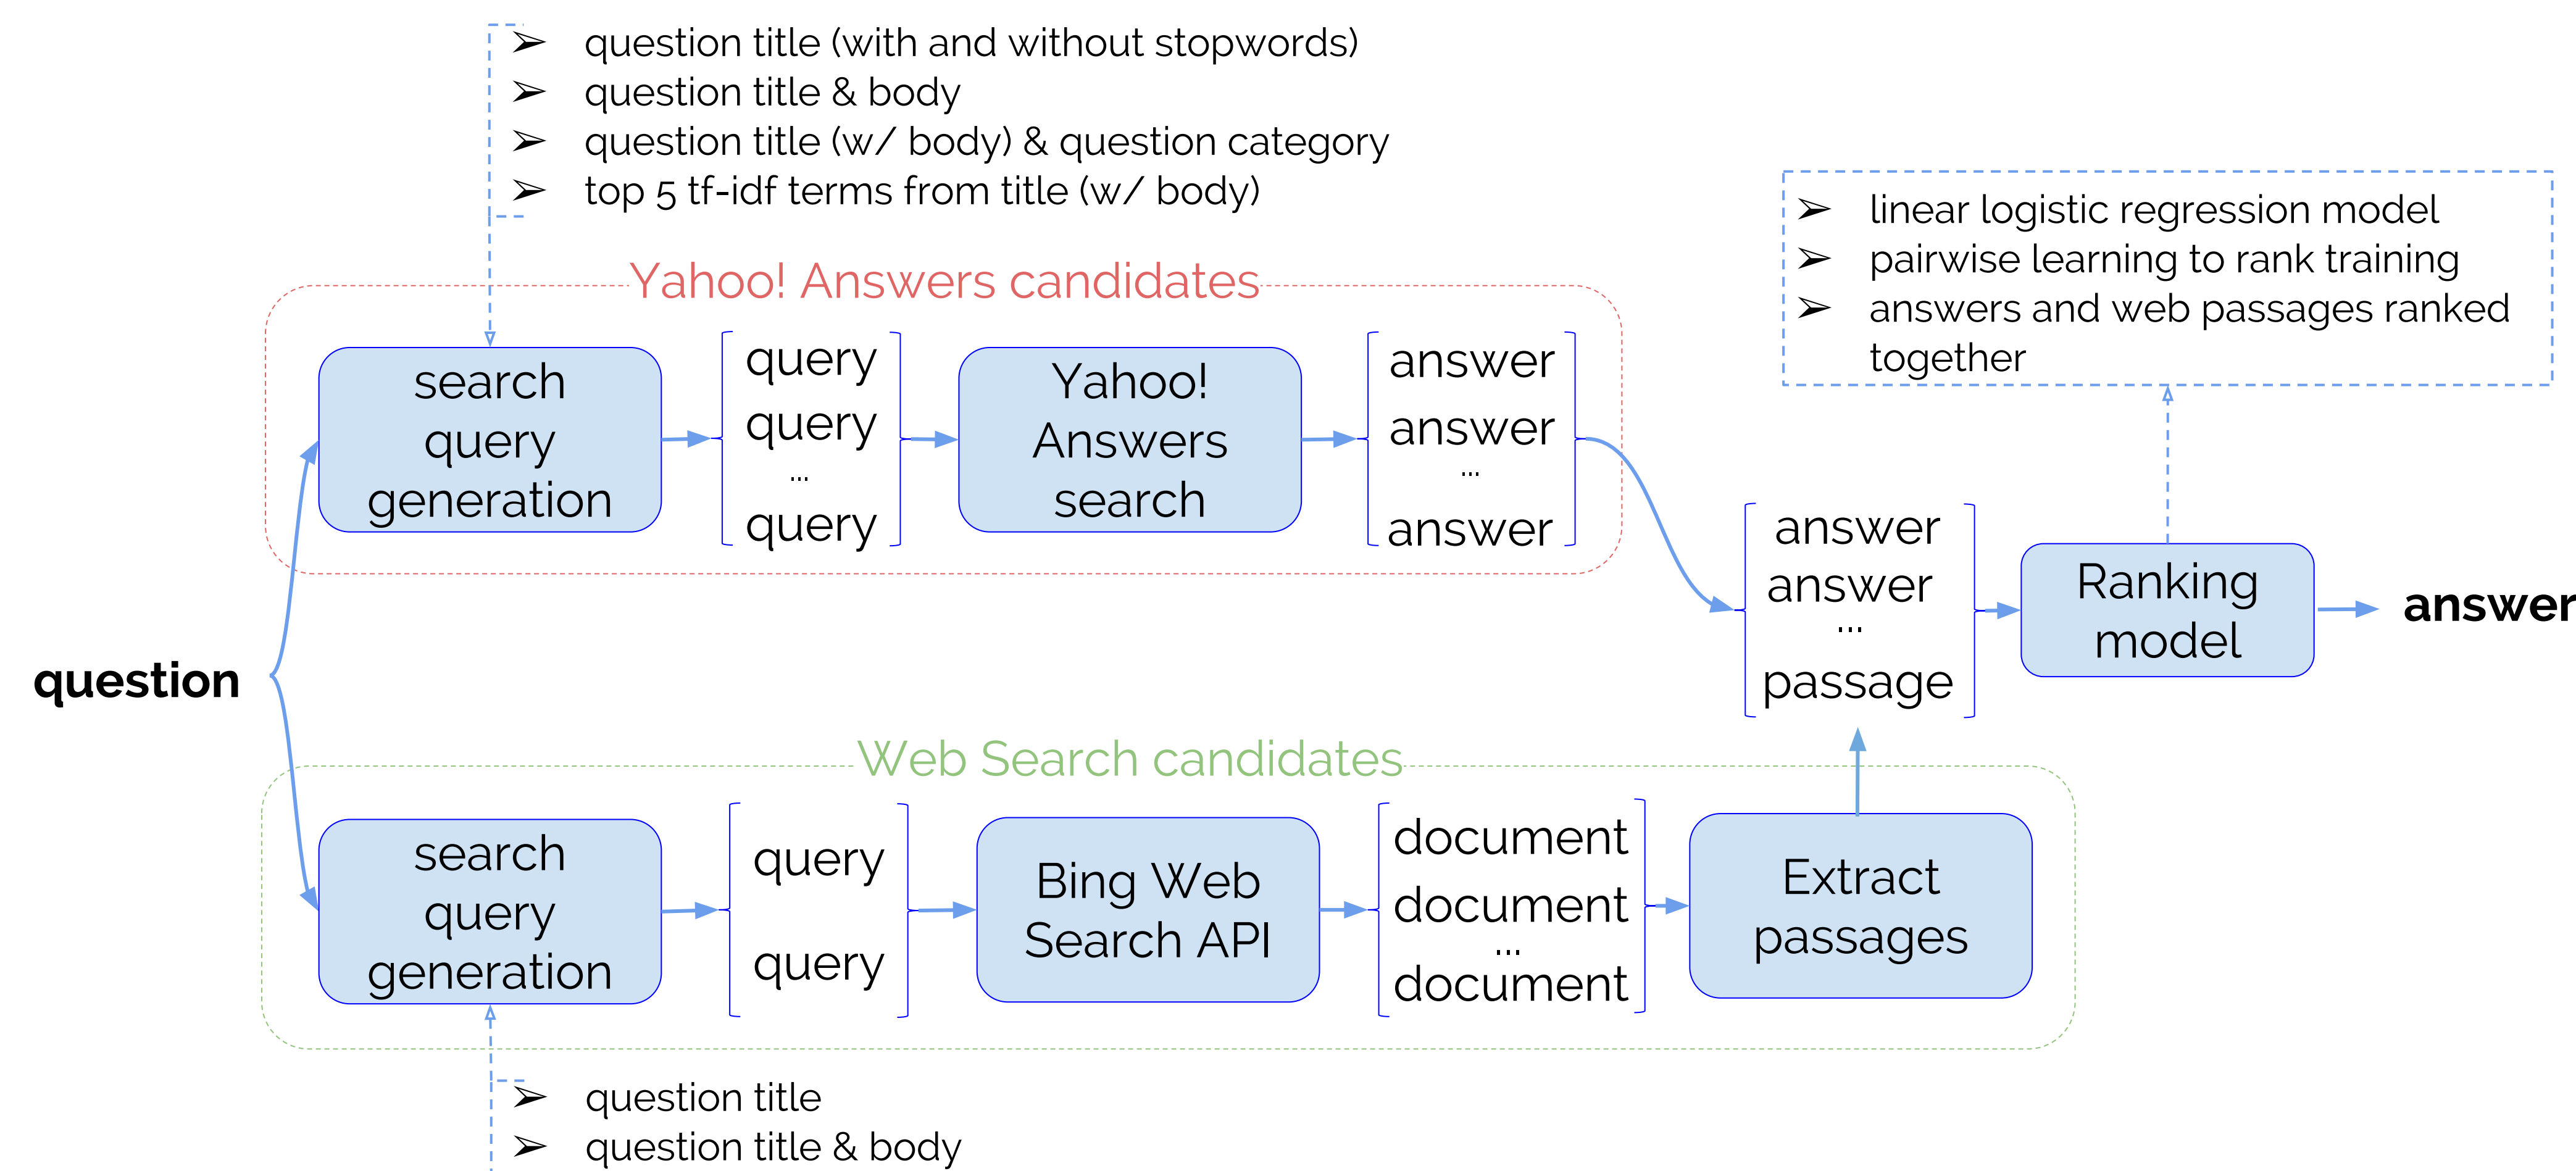 ➢ question title (with and without stopwords)
➢ question title & body
➢ question title (w/ body) & question category
➢ top 5 tf-idf terms from title (w/ body)
➢ linear logistic regression model
➢ pairwise learning to rank training
➢ answers and web passages ranked
together
Yahoo! Answers candidates
search
query
generation
query
query
...
query
Yahoo!
Answers
search
answer
answer
...
answer
question
answer
answer
...
passage
Ranking
model
answer
Web Search candidates
search
query
generation
query
query
Bing Web
Search API
document
document
...
document
Extract
passages
➢ question title
➢ question title & body